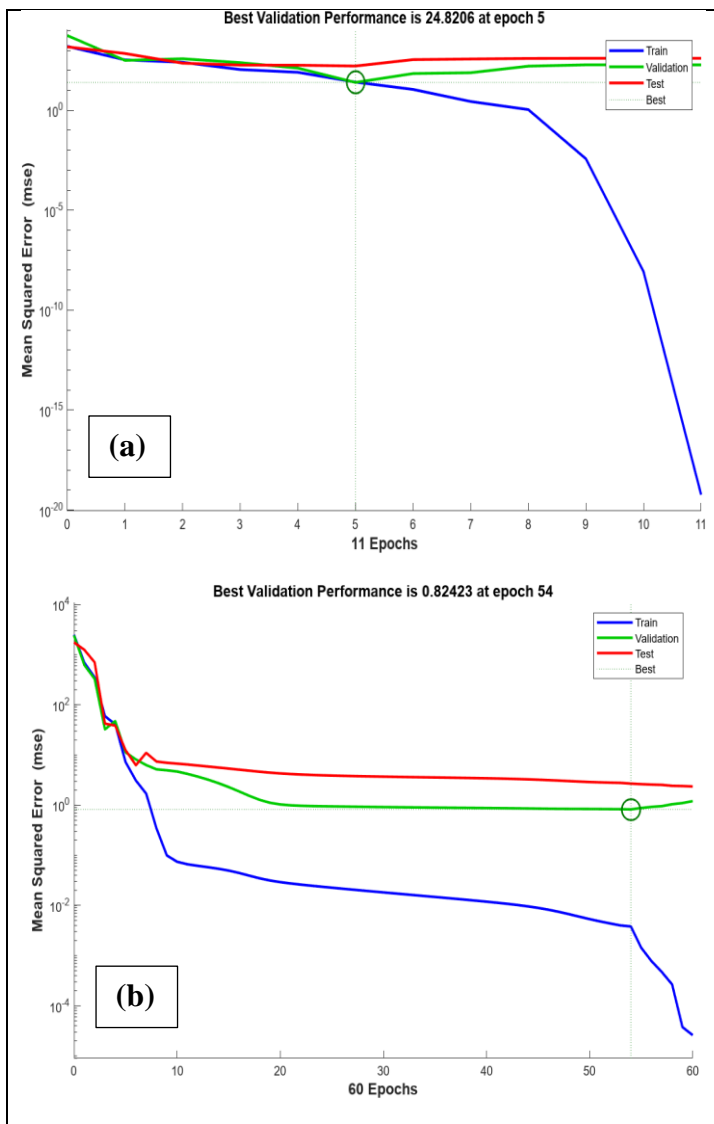 Best Validation Performance is 24.8206 at epoch 5
Train
Validation
Test
Best
Mean Squared Error (mse)
10^0
10^-5
10^-10
10^-15
10^-20
(a)
0 1 2 3 4 5 6 7 8 9 10 11
11 Epochs
Best Validation Performance is 0.82423 at epoch 54
Train
Validation
Test
Best
Mean Squared Error (mse)
10^4
10^2
10^0
10^-2
10^-4
(b)
0 10 20 30 40 50 60
60 Epochs